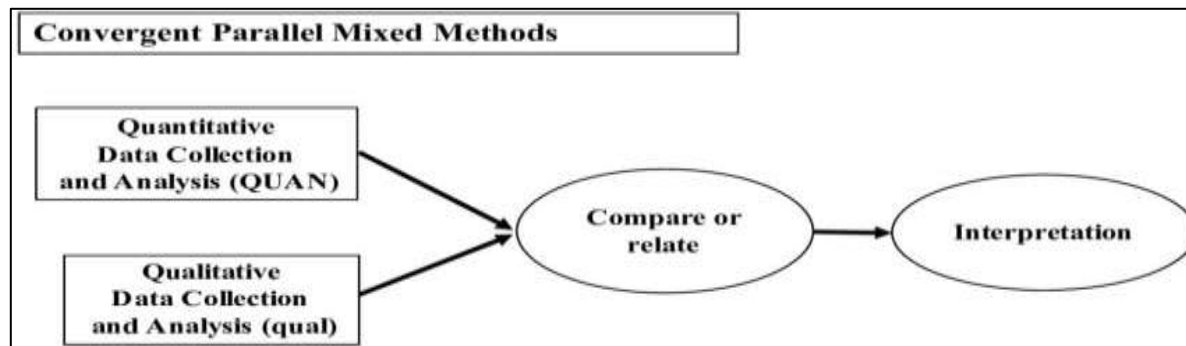 Convergent Parallel Mixed Methods
Quantitative
Data Collection
and Analysis (QUAN)
Qualitative
Data Collection
and Analysis (qual)
Compare or
relate
Interpretation